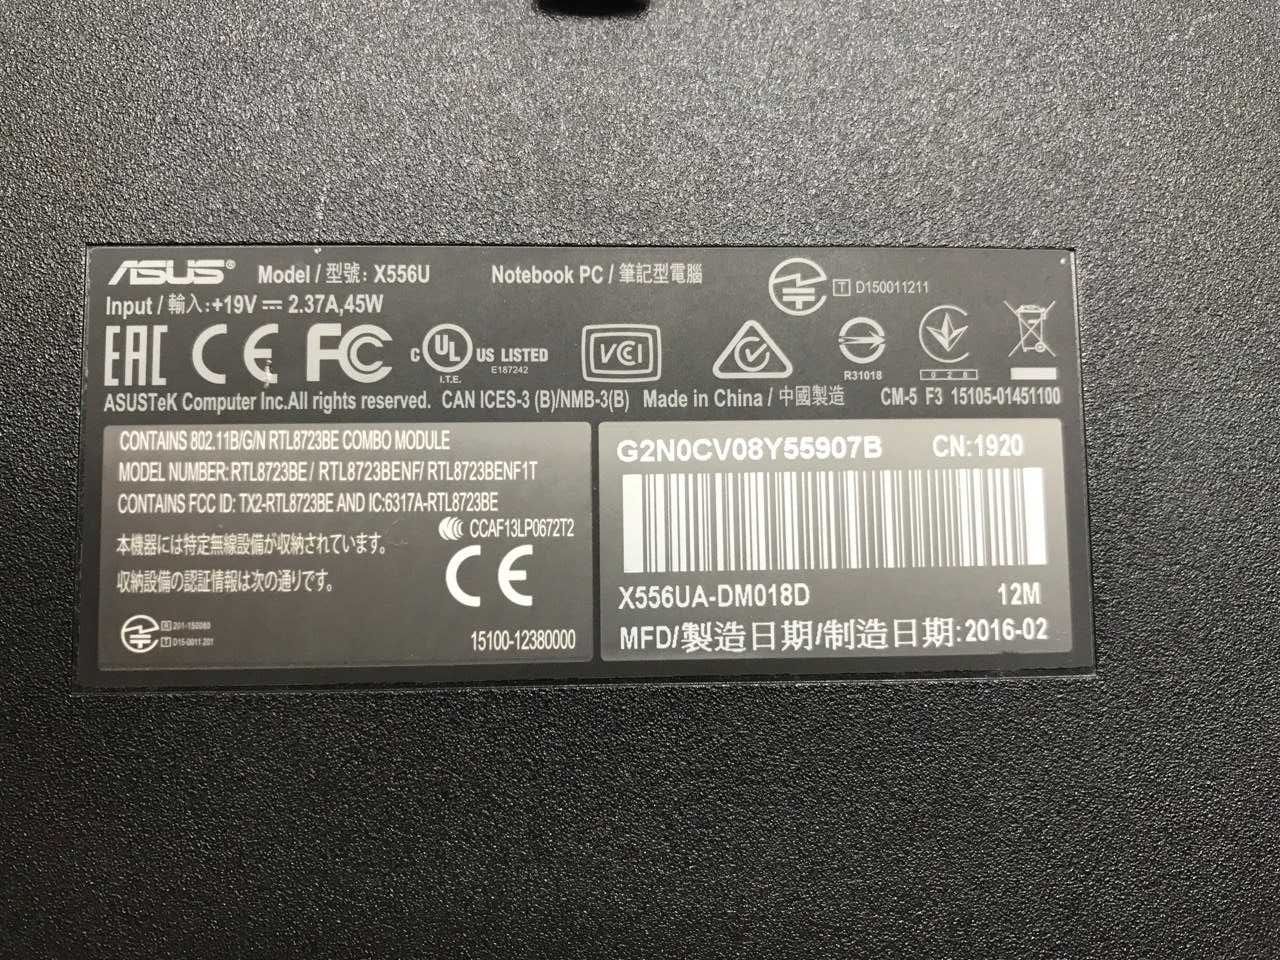 ASUS® Model / 型號: X556U Notebook PC / 筆記型電腦
Input / 輸入:+19V ⎓ 2.37A,45W
T D150011211
EAC CE FC c UL US LISTED VCI
I.T.E. E187242 R31018 028
ASUSTeK Computer Inc.All rights reserved. CAN ICES-3 (B)/NMB-3(B) Made in China / 中國製造 CM-5 F3 15105-01451100
CONTAINS 802.11B/G/N RTL8723BE COMBO MODULE
MODEL NUMBER: RTL8723BE / RTL8723BENF/ RTL8723BENF1T
CONTAINS FCC ID: TX2-RTL8723BE AND IC:6317A-RTL8723BE
CCAF13LP0672T2
本機器には特定無線設備が収納されています。
収納設備の認証情報は次の通りです。
CE
R 201-150080
T D15-0011 201
15100-12380000
G2N0CV08Y55907B CN:1920
X556UA-DM018D 12M
MFD/製造日期/制造日期:2016-02